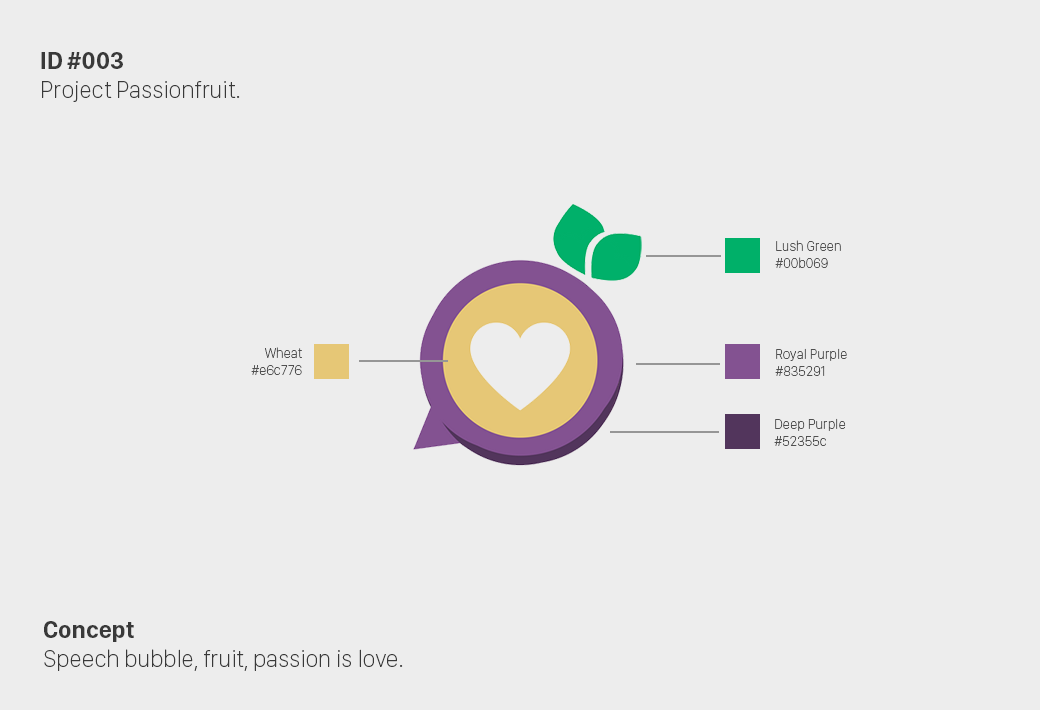 ID #003
Project Passionfruit.
Lush Green
#00b069
Wheat
#e6c776
Royal Purple
#835291
Deep Purple
#52355c
Concept
Speech bubble, fruit, passion is love.